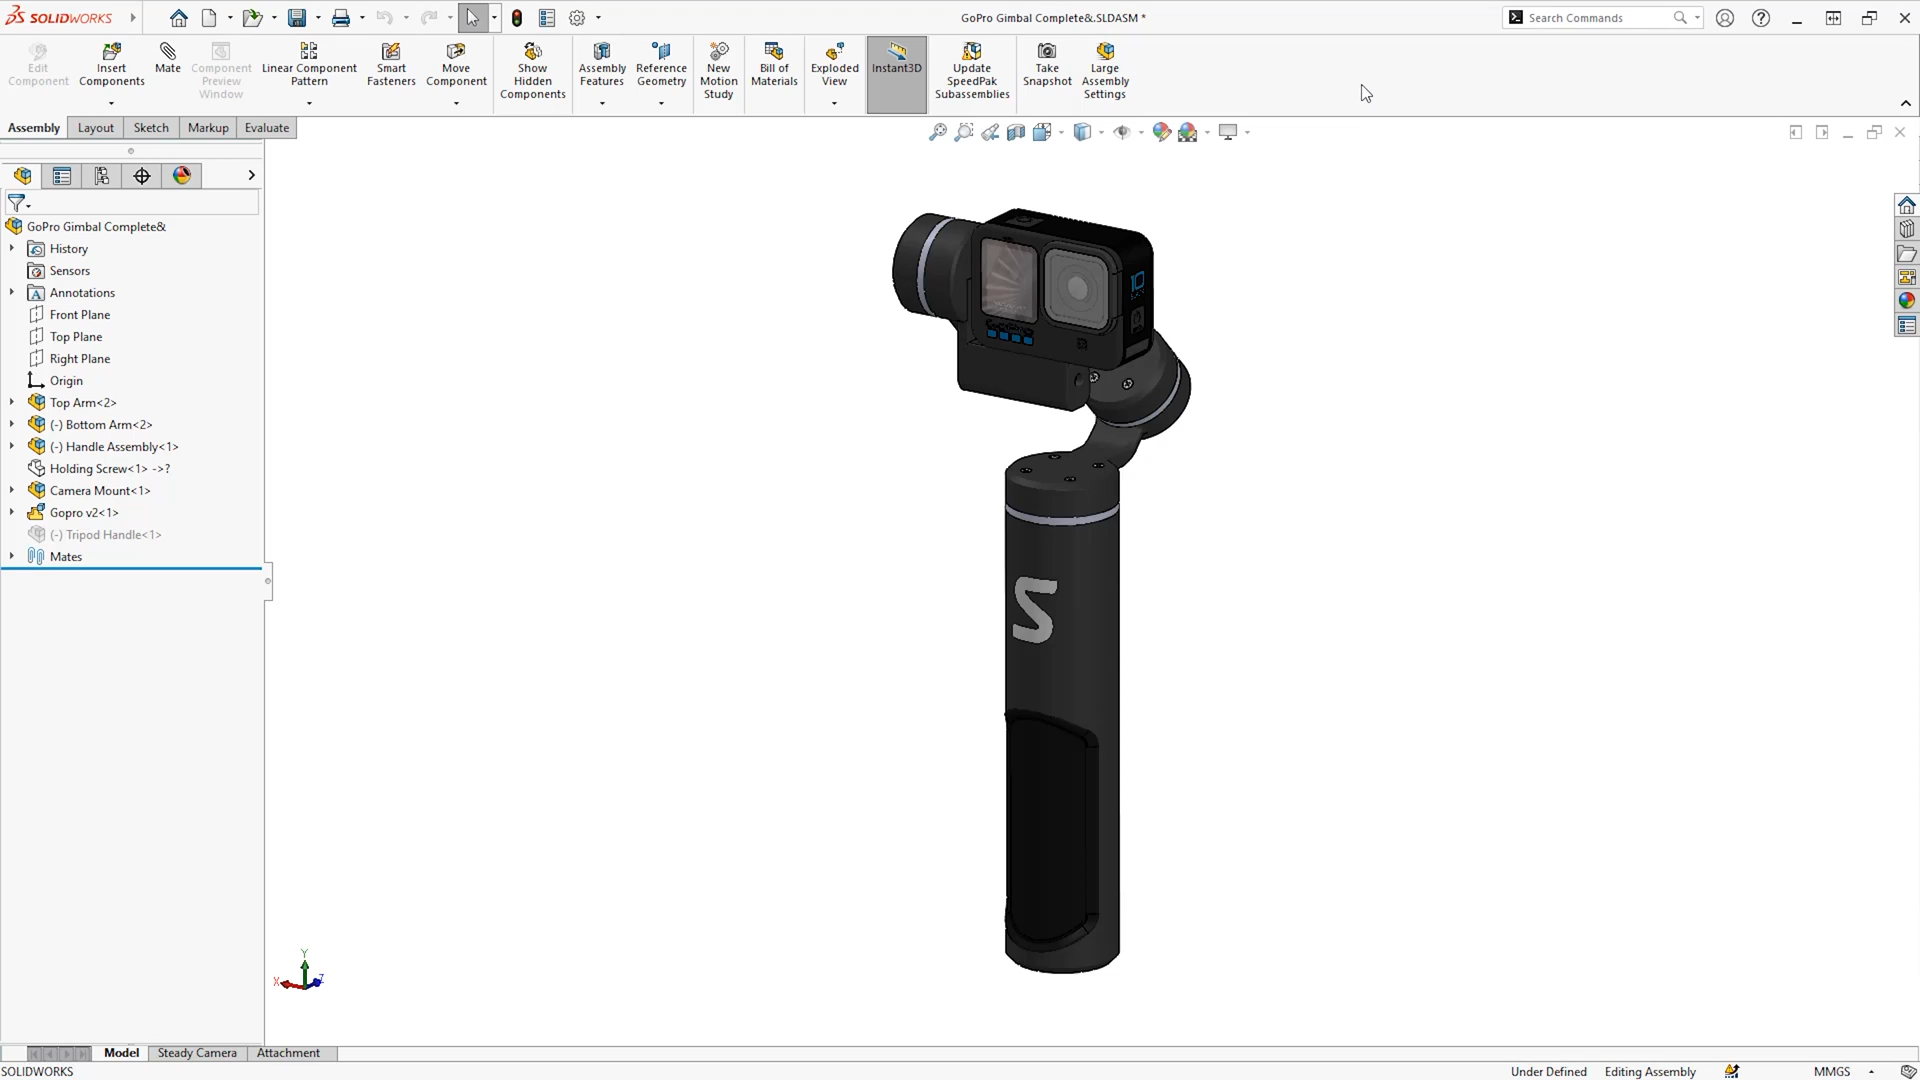 SOLIDWORKS
GoPro Gimbal Complete&.SLDASM *
Search Commands
Edit
Component
Insert
Components
Mate
Component
Preview
Window
Linear Component
Pattern
Smart
Fasteners
Move
Component
Show
Hidden
Components
Assembly
Features
Reference
Geometry
New
Motion
Study
Bill of
Materials
Exploded
View
Instant3D
Update
SpeedPak
Subassemblies
Take
Snapshot
Large
Assembly
Settings
Assembly
Layout
Sketch
Markup
Evaluate
GoPro Gimbal Complete&
History
Sensors
Annotations
Front Plane
Top Plane
Right Plane
Origin
Top Arm<2>
(-) Bottom Arm<2>
(-) Handle Assembly<1>
Holding Screw<1> ->?
Camera Mount<1>
Gopro v2<1>
(-) Tripod Handle<1>
Mates
10
GoPro
S
Y
X
Z
Model
Steady Camera
Attachment
SOLIDWORKS
Under Defined
Editing Assembly
MMGS